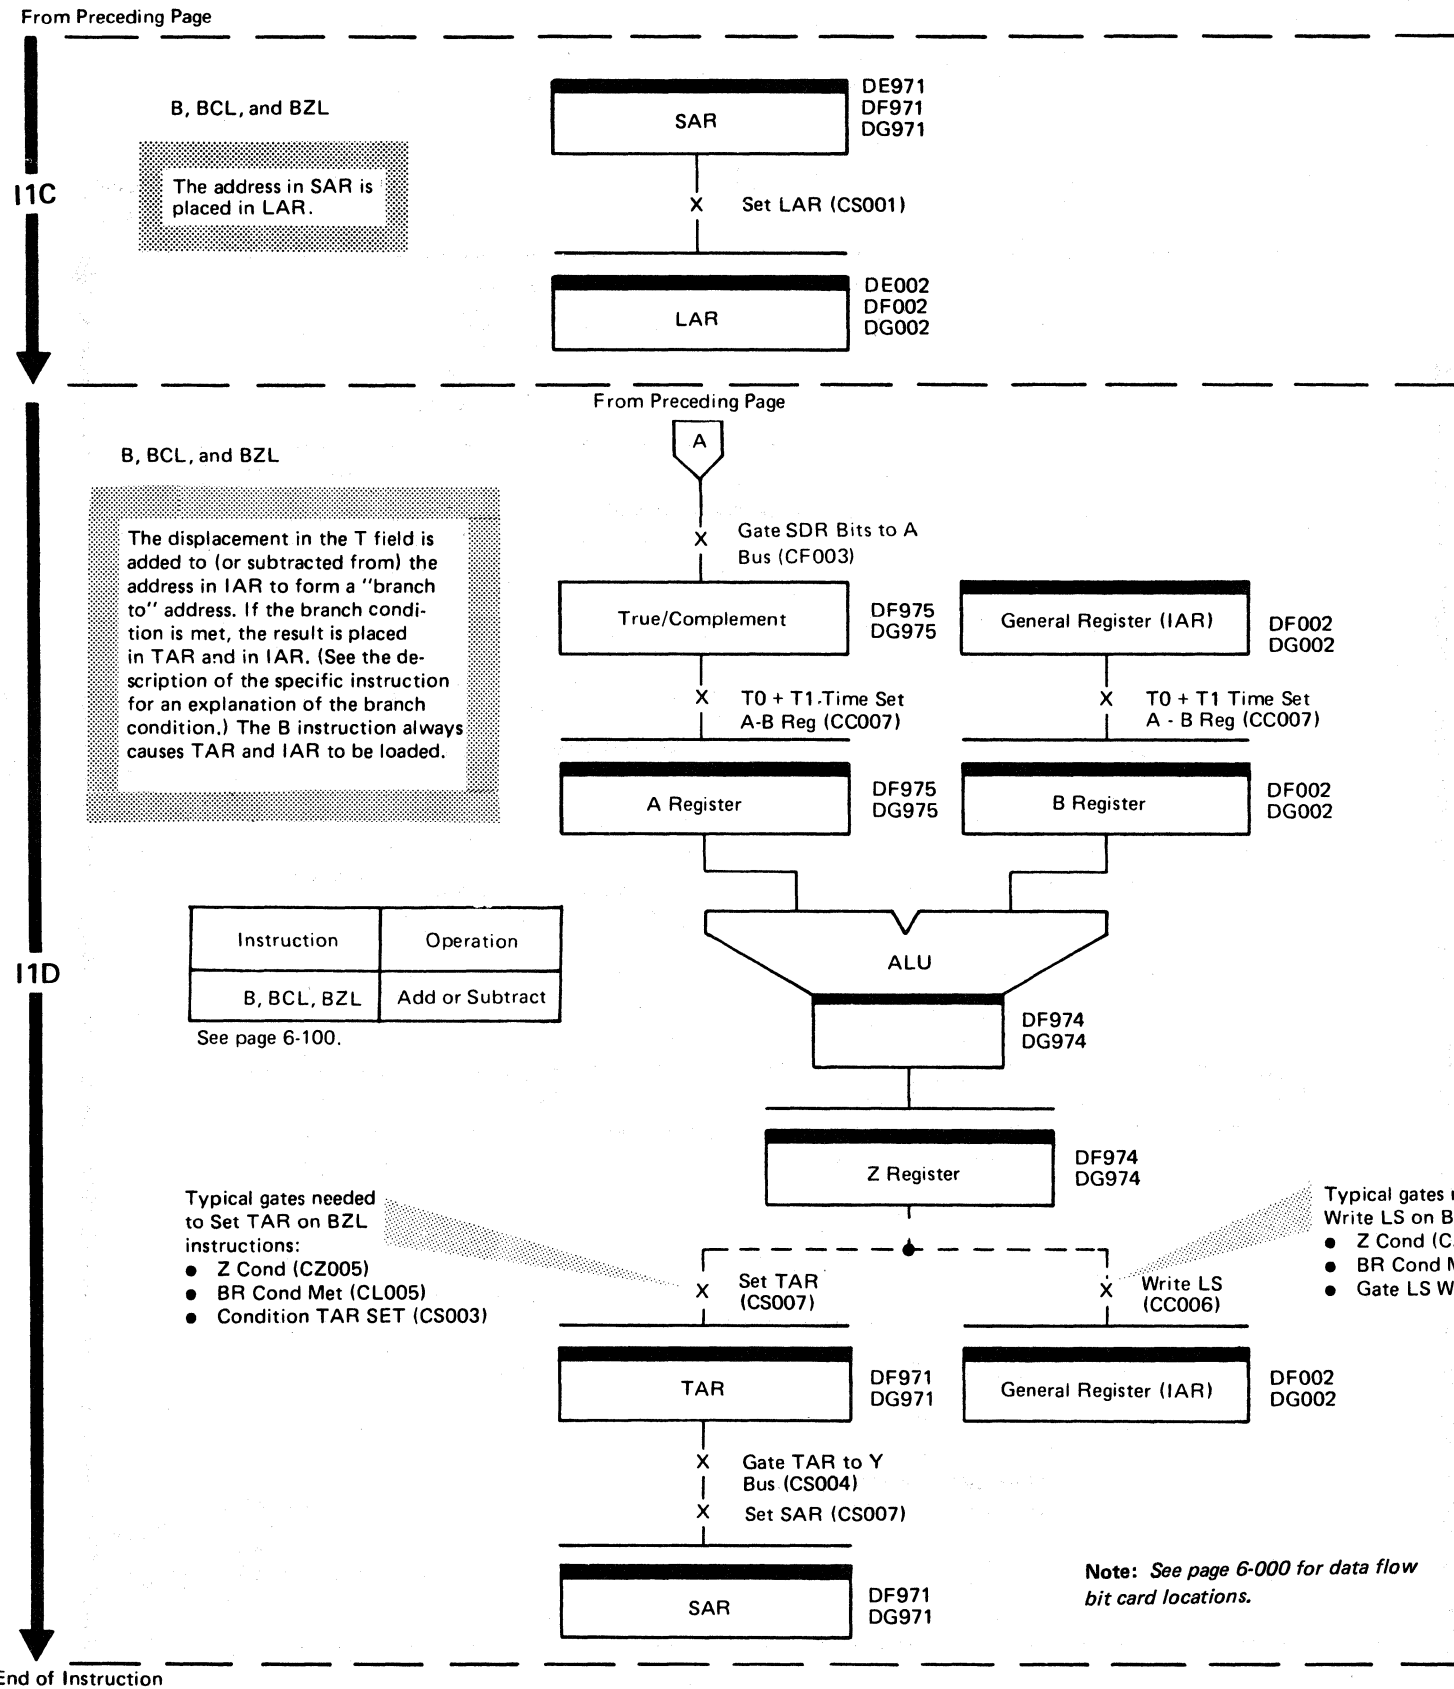 From Preceding Page
I1C
B, BCL, and BZL
The address in SAR is
placed in LAR.
SAR
DE971
DF971
DG971
X Set LAR (CS001)
LAR
DE002
DF002
DG002
I1D
From Preceding Page
A
B, BCL, and BZL
The displacement in the T field is
added to (or subtracted from) the
address in IAR to form a "branch
to" address. If the branch condi-
tion is met, the result is placed
in TAR and in IAR. (See the de-
scription of the specific instruction
for an explanation of the branch
condition.) The B instruction always
causes TAR and IAR to be loaded.
X Gate SDR Bits to A
Bus (CF003)
True/Complement
DF975
DG975
General Register (IAR)
DF002
DG002
X T0 + T1 Time Set
A-B Reg (CC007)
X T0 + T1 Time Set
A - B Reg (CC007)
A Register
DF975
DG975
B Register
DF002
DG002
ALU
DF974
DG974
Instruction Operation
B, BCL, BZL Add or Subtract
See page 6-100.
Z Register
DF974
DG974
Typical gates needed
to Set TAR on BZL
instructions:
● Z Cond (CZ005)
● BR Cond Met (CL005)
● Condition TAR SET (CS003)
X Set TAR
(CS007)
X Write LS
(CC006)
Typical gates
Write LS on
● Z Cond
● BR Cond
● Gate LS
TAR
DF971
DG971
General Register (IAR)
DF002
DG002
X Gate TAR to Y
Bus (CS004)
X Set SAR (CS007)
SAR
DF971
DG971
Note: See page 6-000 for data flow
bit card locations.
End of Instruction